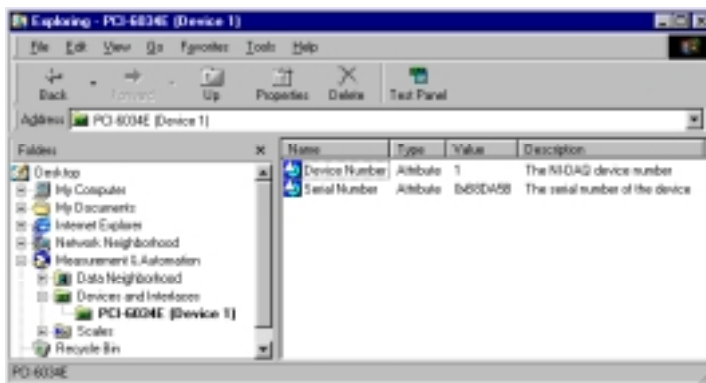 Exploring - PCI-6034E (Device 1)
File Edit View Go Favorites Tools Help
Back Forward Up Properties Delete Test Panel
Address PCI-6034E (Device 1)
Folders
Name Type Value Description
Device Number Attribute 1 The NI-DAQ device number
Serial Number Attribute The serial number of the device
Desktop
My Computer
My Documents
Internet Explorer
Network Neighborhood
Measurement & Automation
Data Neighborhood
Devices and Interfaces
PCI-6034E (Device 1)
Scales
Recycle Bin
PCI-6034E